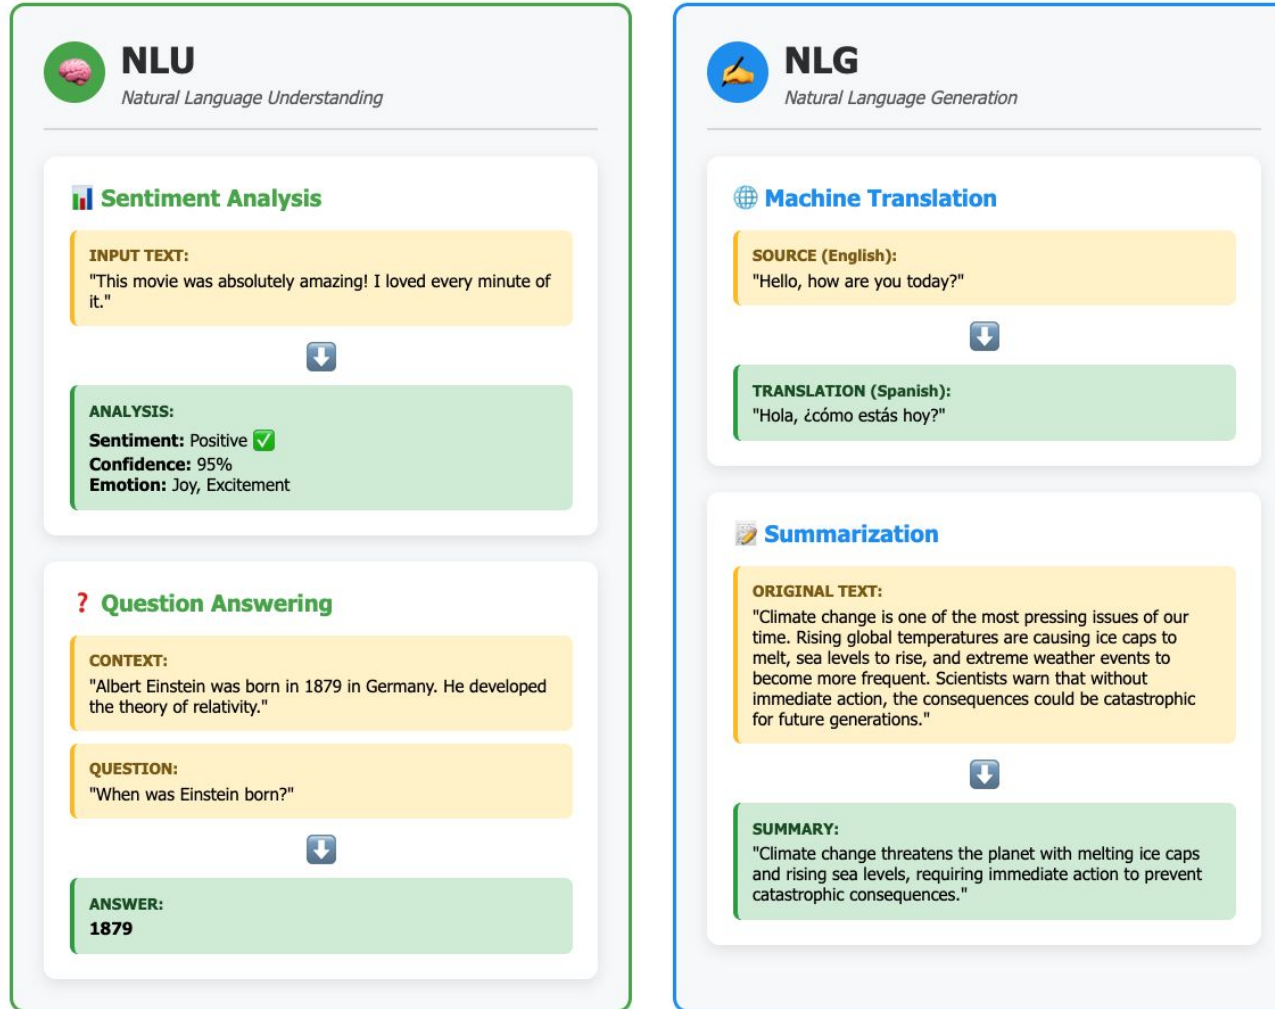 NLU
Natural Language Understanding
Sentiment Analysis
INPUT TEXT:
"This movie was absolutely amazing! I loved every minute of
it."
ANALYSIS:
Sentiment: Positive ✅
Confidence: 95%
Emotion: Joy, Excitement
Question Answering
CONTEXT:
"Albert Einstein was born in 1879 in Germany. He developed
the theory of relativity."
QUESTION:
"When was Einstein born?"
ANSWER:
1879
NLG
Natural Language Generation
Machine Translation
SOURCE (English):
"Hello, how are you today?"
TRANSLATION (Spanish):
"Hola, ¿cómo estás hoy?"
Summarization
ORIGINAL TEXT:
"Climate change is one of the most pressing issues of our
time. Rising global temperatures are causing ice caps to
melt, sea levels to rise, and extreme weather events to
become more frequent. Scientists warn that without
immediate action, the consequences could be catastrophic
for future generations."
SUMMARY:
"Climate change threatens the planet with melting ice caps
and rising sea levels, requiring immediate action to prevent
catastrophic consequences."